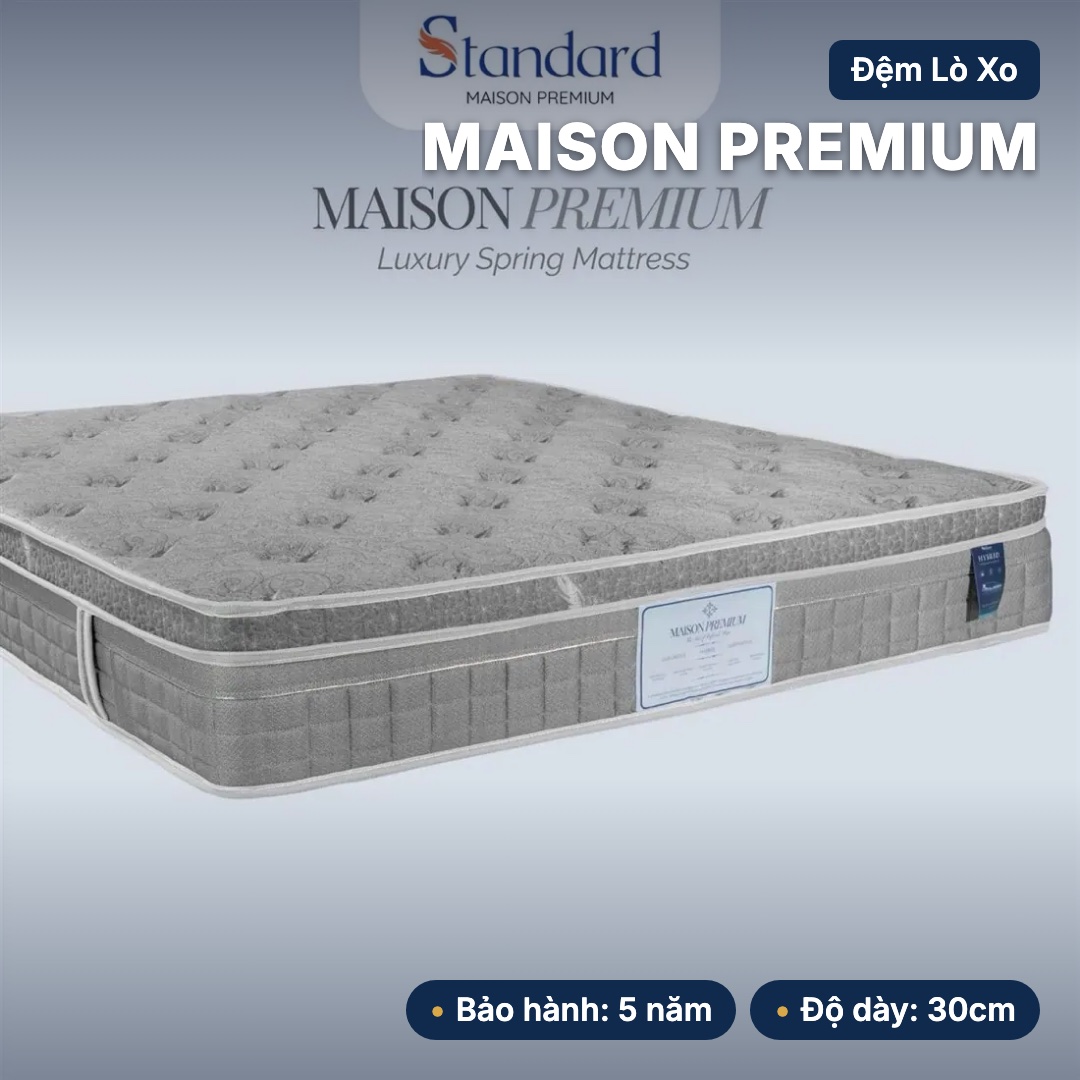 Standard
MAISON PREMIUM
Đệm Lò Xo
MAISON PREMIUM
MAISON PREMIUM
Luxury Spring Mattress
HYBRID
MAISON PREMIUM
Bảo hành: 5 năm
Độ dày: 30cm